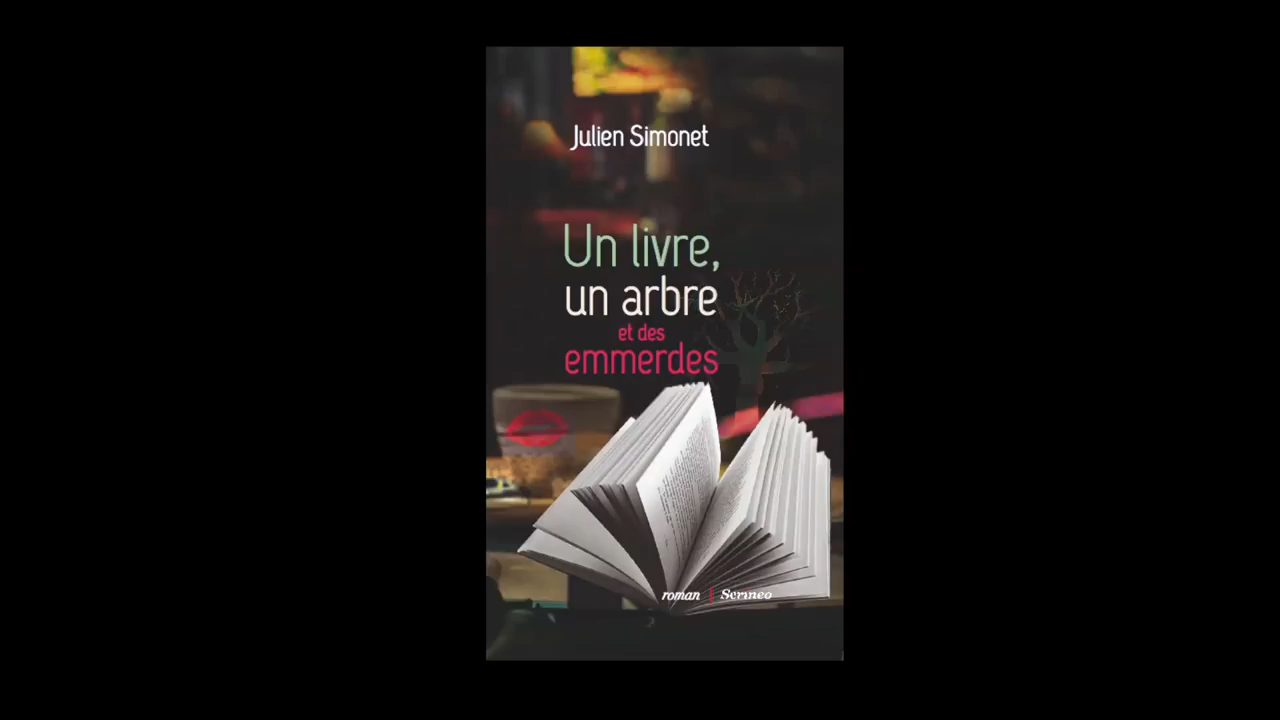 Julien Simonet
Un livre,
un arbre
et des
emmerdes
roman | Scrineo